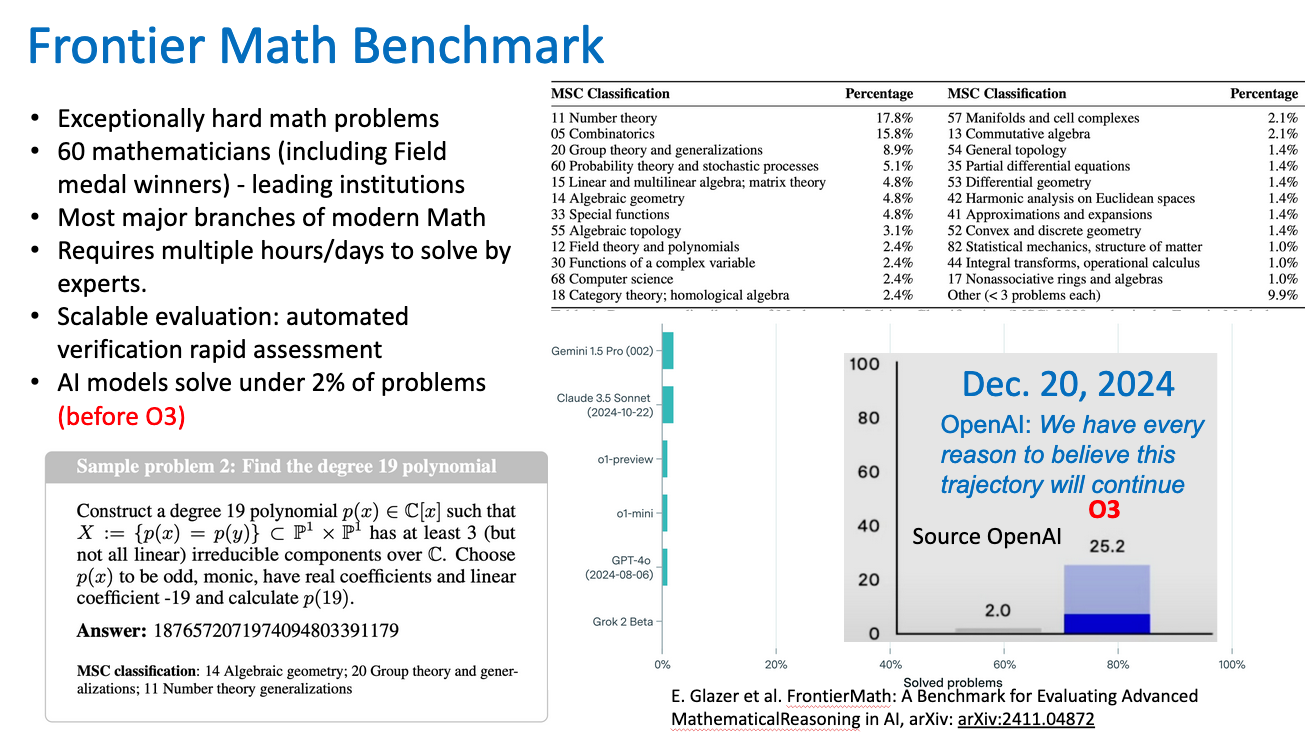 Frontier Math Benchmark
• Exceptionally hard math problems
• 60 mathematicians (including Field
medal winners) - leading institutions
• Most major branches of modern Math
• Requires multiple hours/days to solve by
experts.
• Scalable evaluation: automated
verification rapid assessment
• AI models solve under 2% of problems
(before O3)
Sample problem 2: Find the degree 19 polynomial
Construct a degree 19 polynomial p(x) ∈ ℂ[x] such that
X := {p(x) = p(y)} ⊂ ℙ¹ × ℙ¹ has at least 3 (but
not all linear) irreducible components over ℂ. Choose
p(x) to be odd, monic, have real coefficients and linear
coefficient -19 and calculate p(19).
Answer: 1876572071974094803391179
MSC classification: 14 Algebraic geometry; 20 Group theory and gener-
alizations; 11 Number theory generalizations
MSC Classification Percentage MSC Classification Percentage
11 Number theory 17.8% 57 Manifolds and cell complexes 2.1%
05 Combinatorics 15.8% 13 Commutative algebra 2.1%
20 Group theory and generalizations 8.9% 54 General topology 1.4%
60 Probability theory and stochastic processes 5.1% 35 Partial differential equations 1.4%
15 Linear and multilinear algebra; matrix theory 4.8% 53 Differential geometry 1.4%
14 Algebraic geometry 4.8% 42 Harmonic analysis on Euclidean spaces 1.4%
33 Special functions 4.8% 41 Approximations and expansions 1.4%
55 Algebraic topology 3.1% 52 Convex and discrete geometry 1.4%
12 Field theory and polynomials 2.4% 82 Statistical mechanics, structure of matter 1.0%
30 Functions of a complex variable 2.4% 44 Integral transforms, operational calculus 1.0%
68 Computer science 2.4% 17 Nonassociative rings and algebras 1.0%
18 Category theory; homological algebra 2.4% Other (< 3 problems each) 9.9%
Gemini 1.5 Pro (002)
Claude 3.5 Sonnet
(2024-10-22)
o1-preview
o1-mini
GPT-4o
(2024-08-06)
Grok 2 Beta
0% 20% 40% 60% 80% 100%
Solved problems
100
80
60
40
20
0
Dec. 20, 2024
OpenAI: We have every
reason to believe this
trajectory will continue
O3
Source OpenAI
25.2
2.0
E. Glazer et al. FrontierMath: A Benchmark for Evaluating Advanced
MathematicalReasoning in AI, arXiv: arXiv:2411.04872